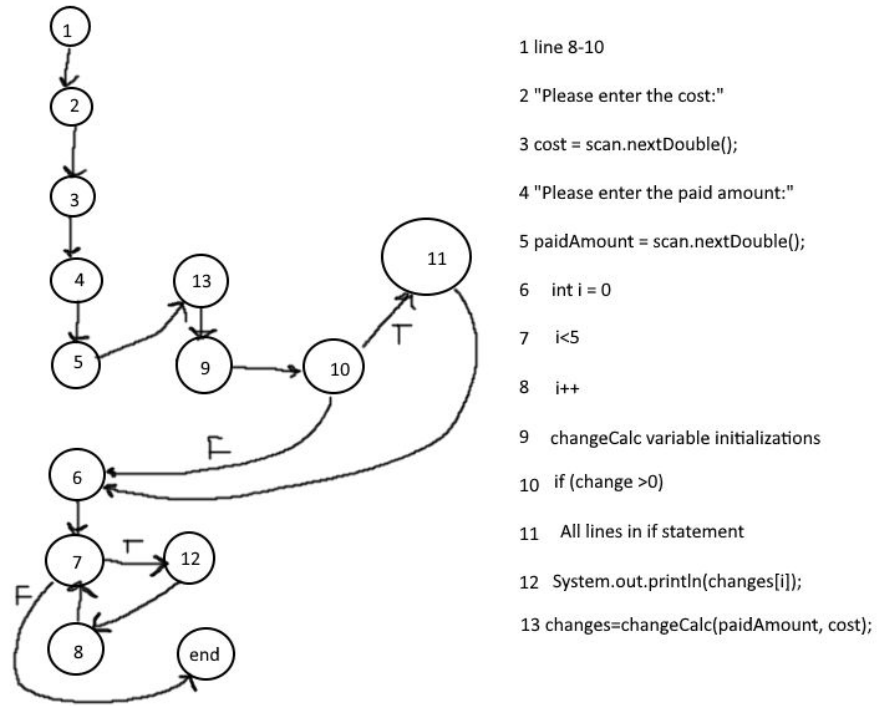 1
2
3
4
5
13
9
10
T
11
F
6
7
T
12
F
8
end
1 line 8-10
2 "Please enter the cost:"
3 cost = scan.nextDouble();
4 "Please enter the paid amount:"
5 paidAmount = scan.nextDouble();
6 int i = 0
7 i<5
8 i++
9 changeCalc variable initializations
10 if (change >0)
11 All lines in if statement
12 System.out.println(changes[i]);
13 changes=changeCalc(paidAmount, cost);